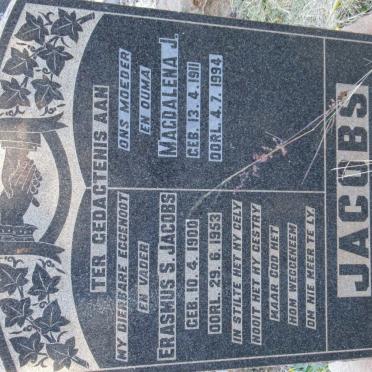 TER GEDAGTENIS AAN
MY DIERBARE EGGENOOT
EN VADER
ERASMUS S. JACOBS
GEB. 10. 4. 1900
OORL. 29. 6. 1953
IN STILTE HET HY GELY
NOOIT HET HY GESTRY
MAAR GOD HET
HOM WEGGENEEM
OM NIE MEER TE LY.
ONS MOEDER
EN OUMA
MAGDALENA J.
GEB. 13. 4. 1911
OORL. 4. 7. 1994
JACOBS